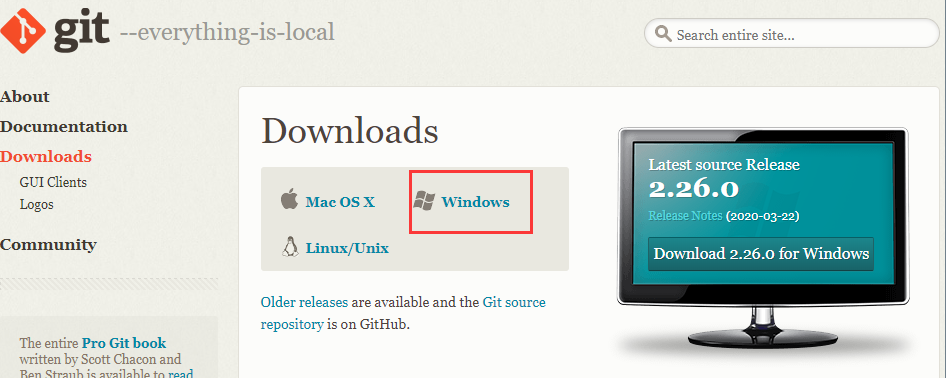 git --everything-is-local
Search entire site...
About
Documentation
Downloads
GUI Clients
Logos
Community
The entire Pro Git book
written by Scott Chacon and
Ben Straub is available to read
Downloads
Mac OS X
Windows
Linux/Unix
Older releases are available and the Git source
repository is on GitHub.
Latest source Release
2.26.0
Release Notes (2020-03-22)
Download 2.26.0 for Windows